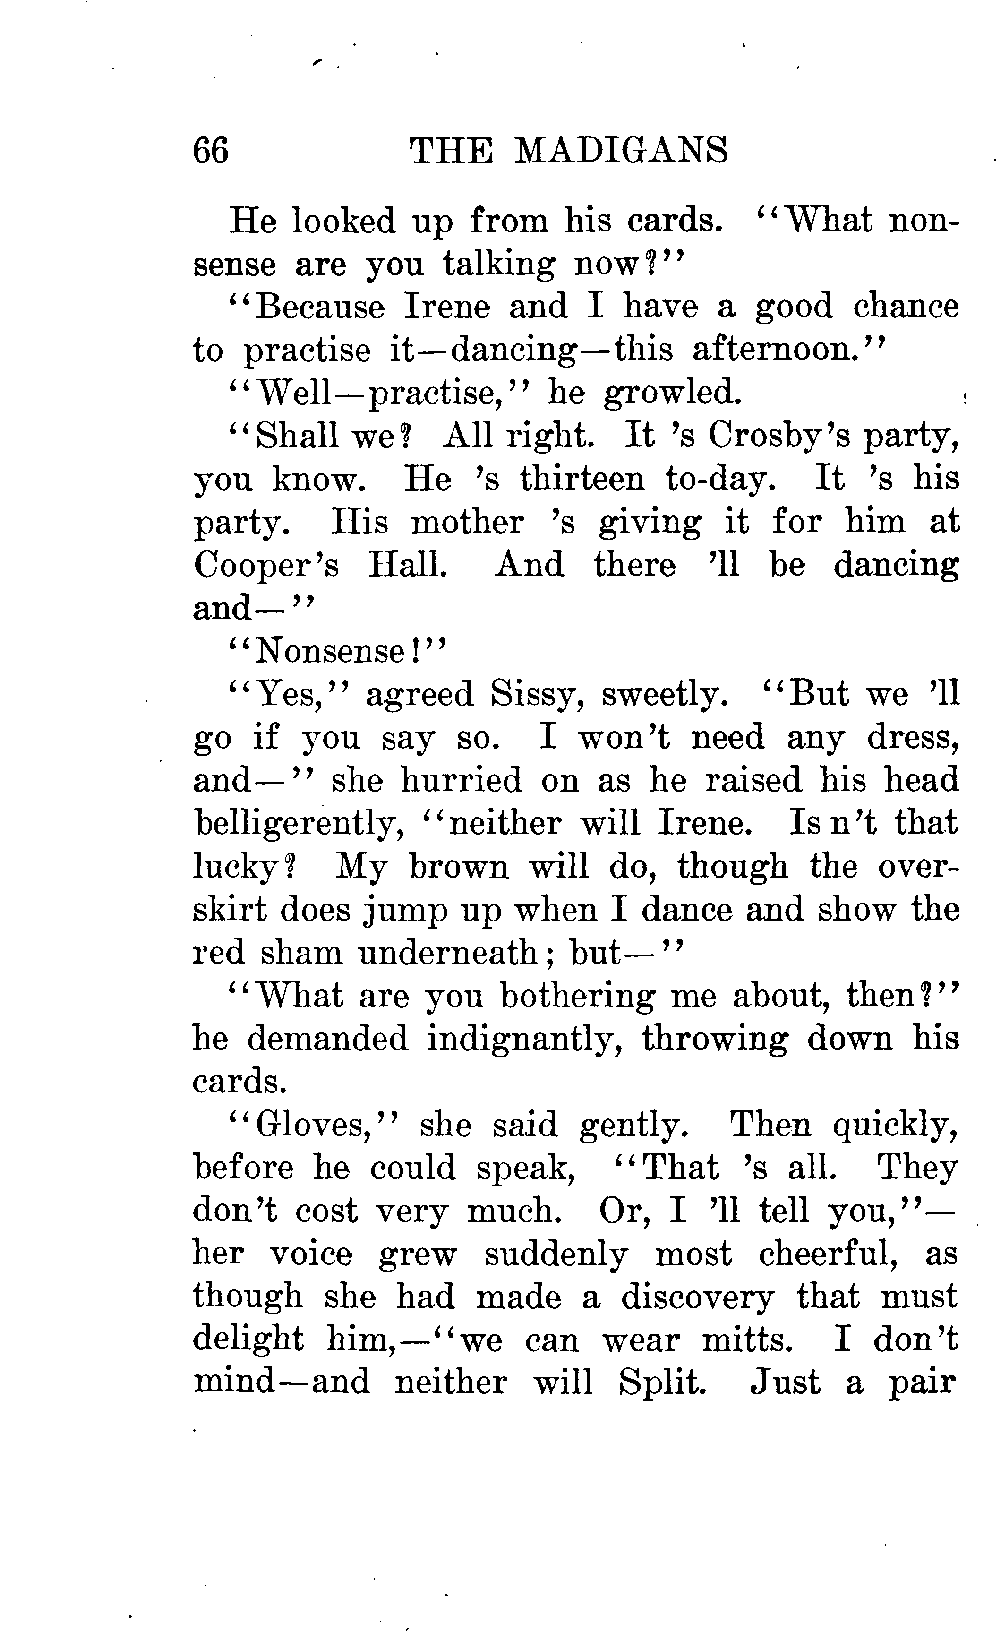 66 THE MADIGANS
He looked up from his cards. "What non-
sense are you talking now?"
"Because Irene and I have a good chance
to practise it—dancing—this afternoon."
"Well—practise," he growled.
"Shall we? All right. It 's Crosby's party,
you know. He 's thirteen to-day. It 's his
party. His mother 's giving it for him at
Cooper's Hall. And there 'll be dancing
and—"
"Nonsense!"
"Yes," agreed Sissy, sweetly. "But we 'll
go if you say so. I won't need any dress,
and—" she hurried on as he raised his head
belligerently, "neither will Irene. Is n't that
lucky? My brown will do, though the over-
skirt does jump up when I dance and show the
red sham underneath; but—"
"What are you bothering me about, then?"
he demanded indignantly, throwing down his
cards.
"Gloves," she said gently. Then quickly,
before he could speak, "That 's all. They
don't cost very much. Or, I 'll tell you,"—
her voice grew suddenly most cheerful, as
though she had made a discovery that must
delight him,—"we can wear mitts. I don't
mind—and neither will Split. Just a pair